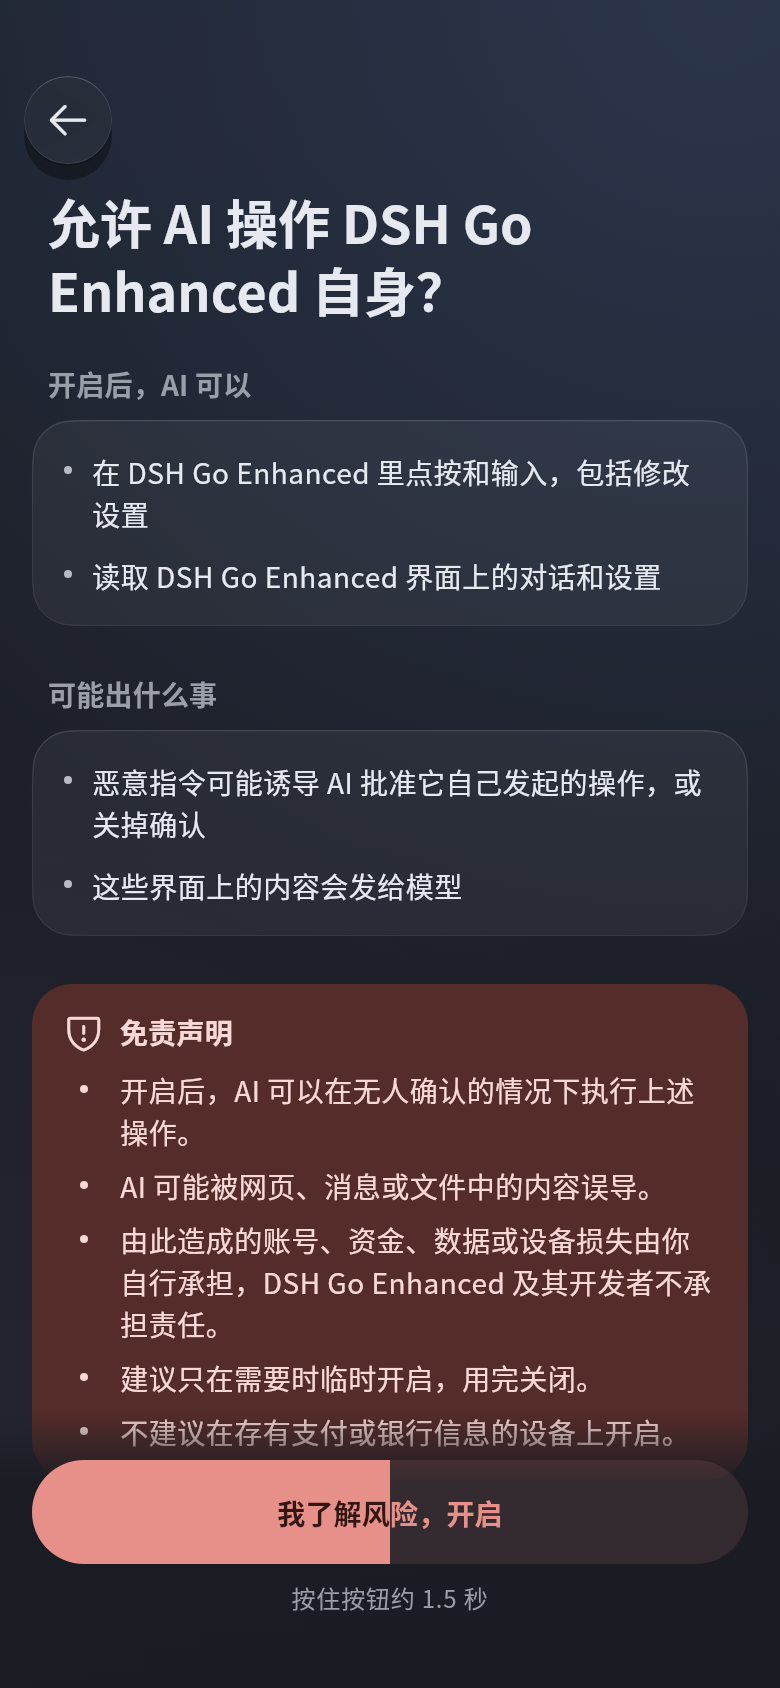 允许 AI 操作 DSH Go
Enhanced 自身？
开启后，AI 可以
在 DSH Go Enhanced 里点按和输入，包括修改
设置
读取 DSH Go Enhanced 界面上的对话和设置
可能出什么事
恶意指令可能诱导 AI 批准它自己发起的操作，或
关掉确认
这些界面上的内容会发给模型
免责声明
开启后，AI 可以在无人确认的情况下执行上述
操作。
AI 可能被网页、消息或文件中的内容误导。
由此造成的账号、资金、数据或设备损失由你
自行承担，DSH Go Enhanced 及其开发者不承
担责任。
建议只在需要时临时开启，用完关闭。
不建议在存有支付或银行信息的设备上开启。
我了解风险，开启
按住按钮约 1.5 秒